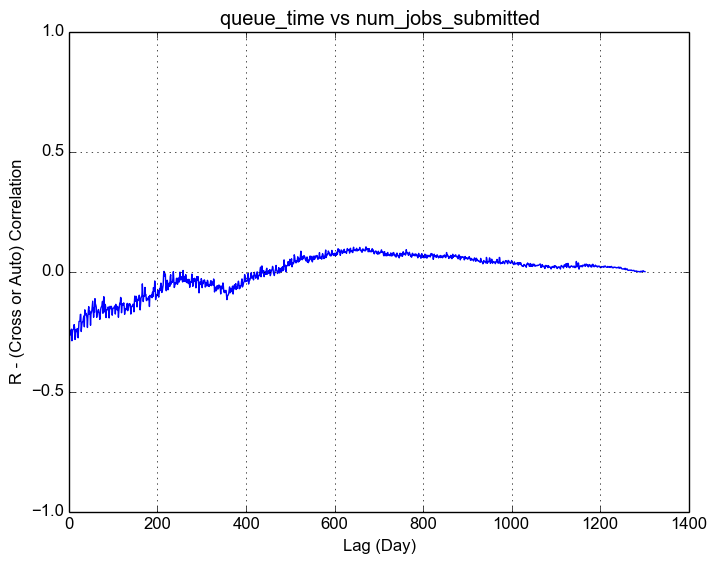 queue_time vs num_jobs_submitted
1.0
0.5
0.0
−0.5
−1.0
R - (Cross or Auto) Correlation
0 200 400 600 800 1000 1200 1400
Lag (Day)